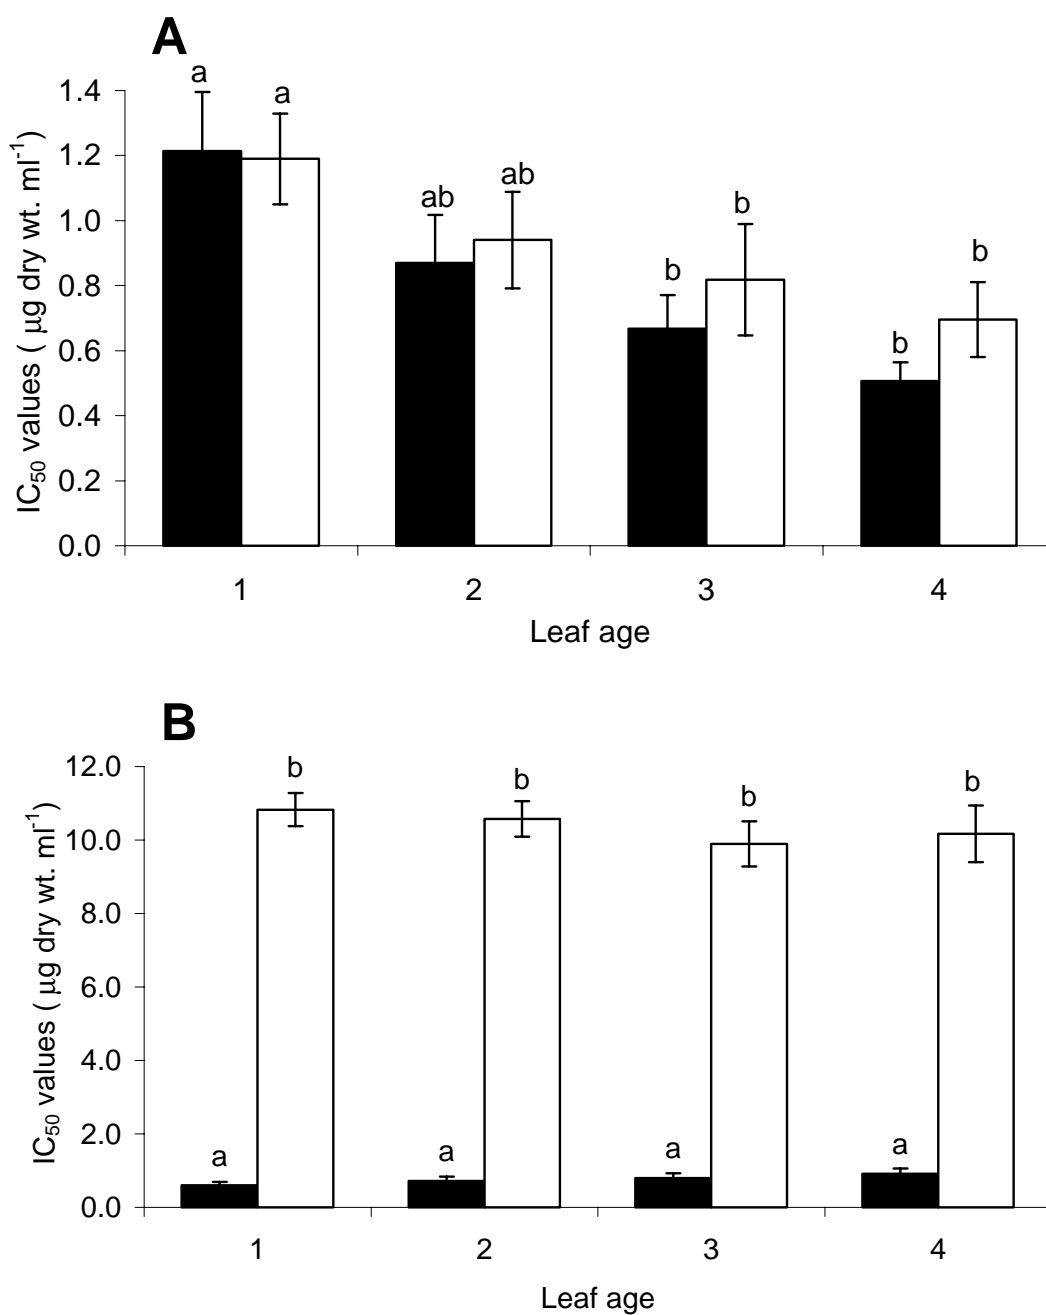 A
a
a
ab
ab
b
b
b
b
1.4
1.2
1.0
0.8
0.6
0.4
0.2
0.0
IC50 values ( µg dry wt. ml-1)
1 2 3 4
Leaf age
B
b
b
b
b
a
a
a
a
12.0
10.0
8.0
6.0
4.0
2.0
0.0
IC50 values ( µg dry wt. ml-1)
1 2 3 4
Leaf age